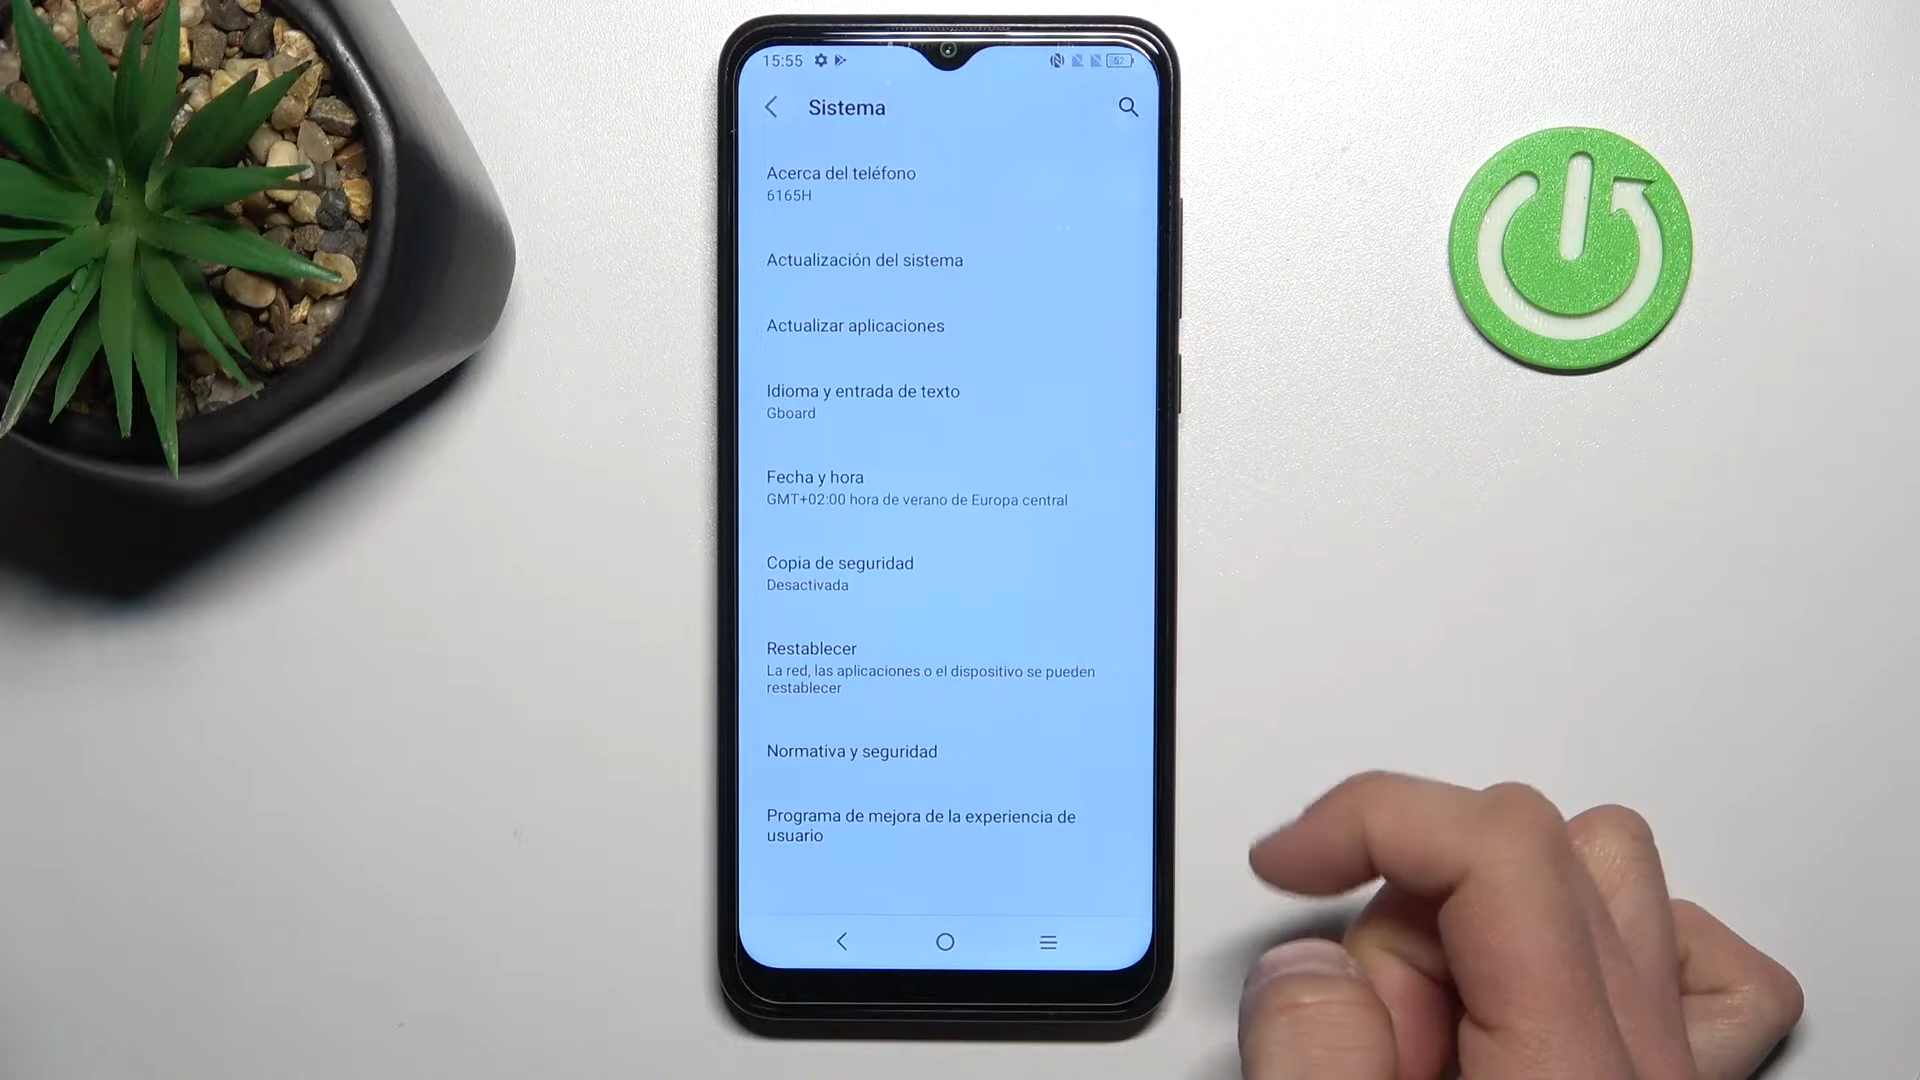 15:55
52
Sistema
Acerca del teléfono
6165H
Actualización del sistema
Actualizar aplicaciones
Idioma y entrada de texto
Gboard
Fecha y hora
GMT+02:00 hora de verano de Europa central
Copia de seguridad
Desactivada
Restablecer
La red, las aplicaciones o el dispositivo se pueden
restablecer
Normativa y seguridad
Programa de mejora de la experiencia de
usuario